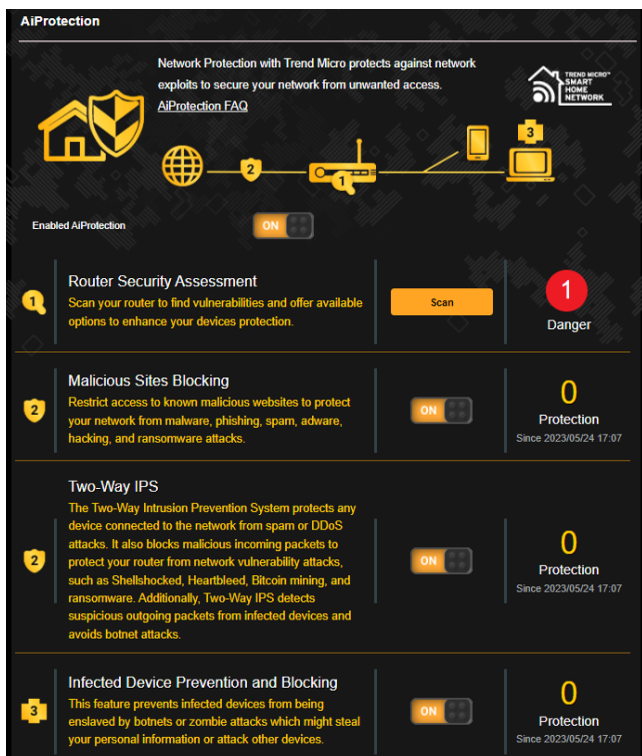 AiProtection
Network Protection with Trend Micro protects against network
exploits to secure your network from unwanted access.
AiProtection FAQ
TREND MICRO™
SMART
HOME
NETWORK
3
2
1
Enabled AiProtection
ON
1
Router Security Assessment
Scan your router to find vulnerabilities and offer available
options to enhance your devices protection.
Scan
1
Danger
2
Malicious Sites Blocking
Restrict access to known malicious websites to protect
your network from malware, phishing, spam, adware,
hacking, and ransomware attacks.
ON
0
Protection
Since 2023/05/24 17:07
2
Two-Way IPS
The Two-Way Intrusion Prevention System protects any
device connected to the network from spam or DDoS
attacks. It also blocks malicious incoming packets to
protect your router from network vulnerability attacks,
such as Shellshocked, Heartbleed, Bitcoin mining, and
ransomware. Additionally, Two-Way IPS detects
suspicious outgoing packets from infected devices and
avoids botnet attacks.
ON
0
Protection
Since 2023/05/24 17:07
3
Infected Device Prevention and Blocking
This feature prevents infected devices from being
enslaved by botnets or zombie attacks which might steal
your personal information or attack other devices.
ON
0
Protection
Since 2023/05/24 17:07